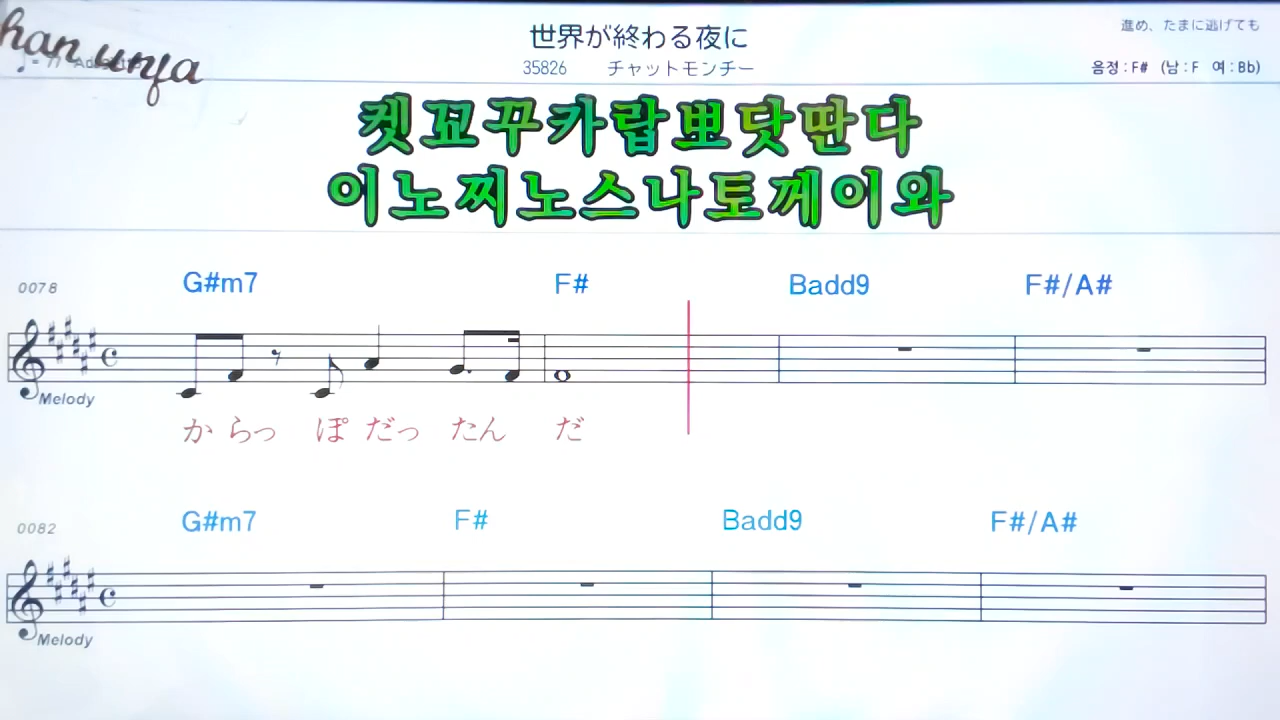 han unja
世界が終わる夜に
進め、たまに逃げても
35826 チャットモンチー
음정:F# (남:F 여:Bb)
켓꼬꾸카랍뽀닷딴다
이노찌노스나토께이와
0078 G#m7 F# Badd9 F#/A#
Melody
からっ ぽ だっ たん だ
0082 G#m7 F# Badd9 F#/A#
Melody